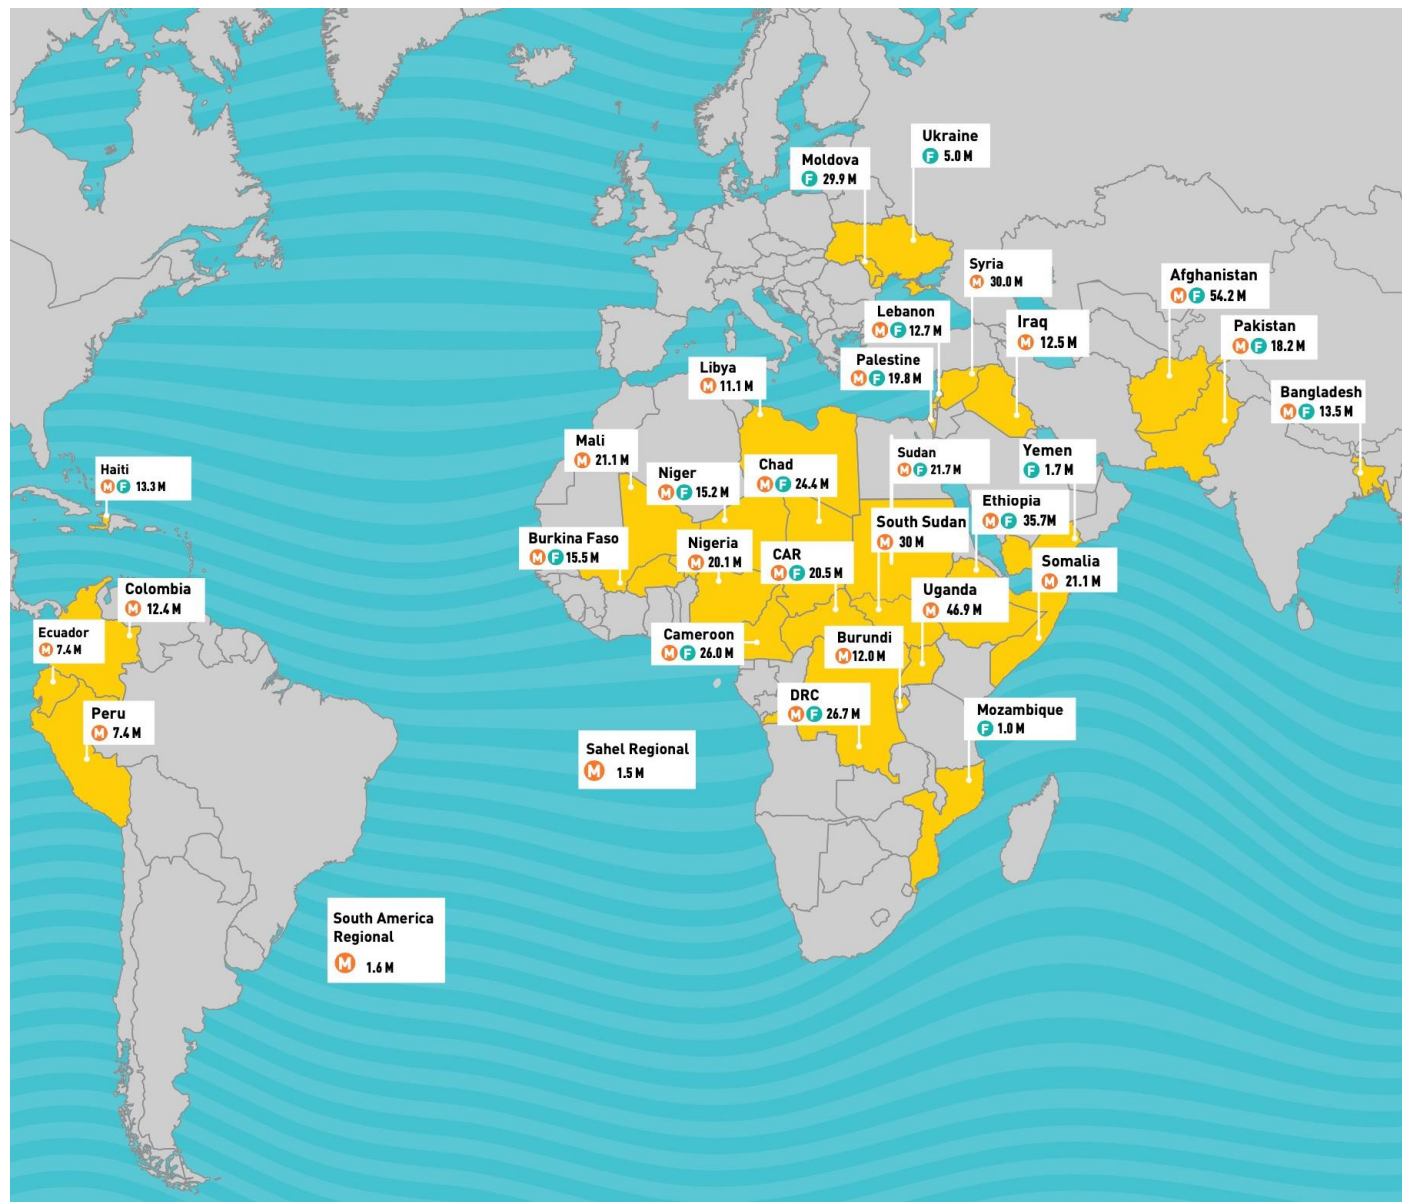 Ukraine
F 5.0 M
Moldova
F 29.9 M
Syria
M 30.0 M
Afghanistan
M F 54.2 M
Lebanon
M F 12.7 M
Iraq
M 12.5 M
Pakistan
M F 18.2 M
Palestine
M F 19.8 M
Libya
M 11.1 M
Bangladesh
M F 13.5 M
Mali
M 21.1 M
Sudan
M F 21.7 M
Yemen
F 1.7 M
Haiti
M F 13.3 M
Niger
M F 15.2 M
Chad
M F 24.4 M
Ethiopia
M F 35.7M
South Sudan
M 30 M
Burkina Faso
M F 15.5 M
Nigeria
M 20.1 M
CAR
M F 20.5 M
Somalia
M 21.1 M
Colombia
M 12.4 M
Uganda
M 46.9 M
Ecuador
M 7.4 M
Cameroon
M F 26.0 M
Burundi
M 12.0 M
DRC
M F 26.7 M
Peru
M 7.4 M
Mozambique
F 1.0 M
Sahel Regional
M 1.5 M
South America
Regional
M 1.6 M